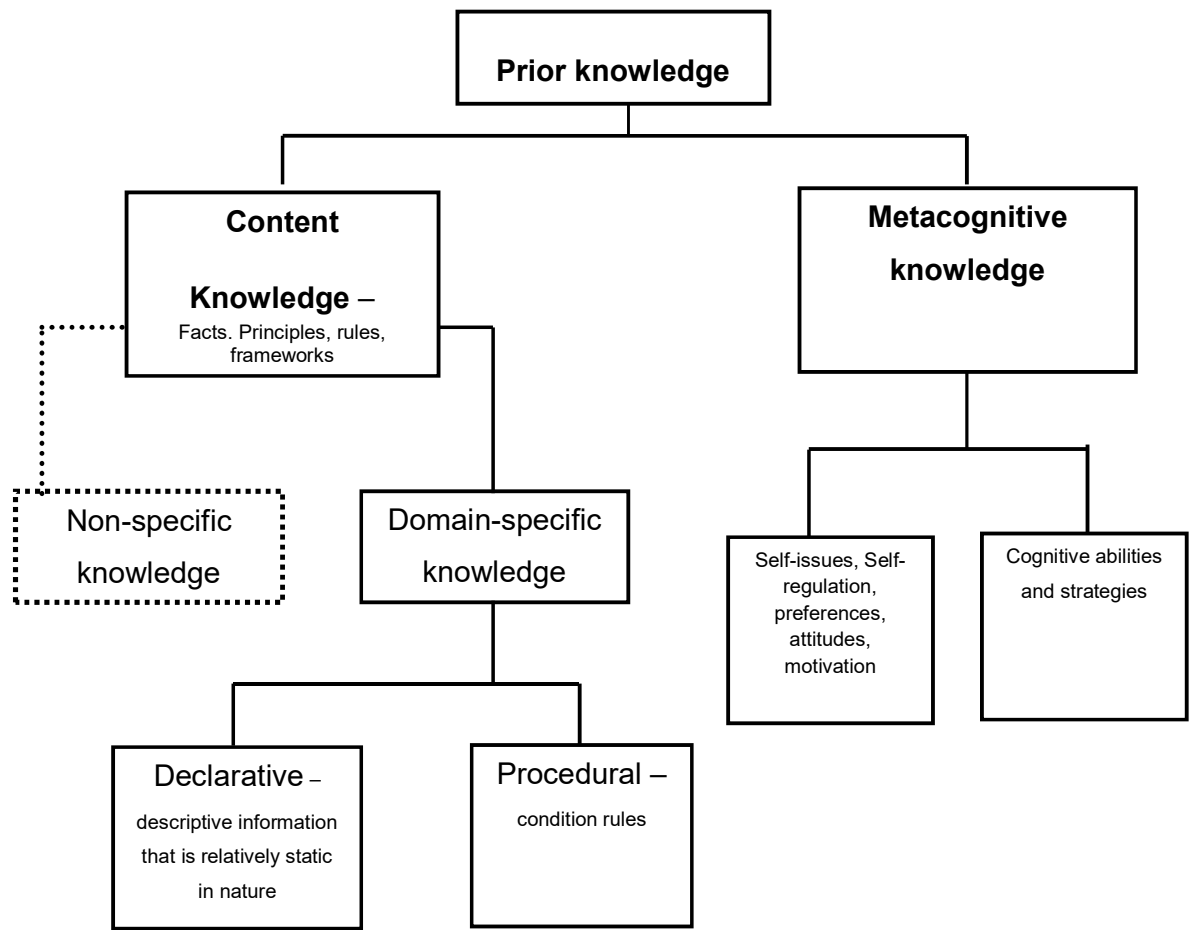 Prior knowledge
Content
Knowledge –
Facts. Principles, rules,
frameworks
Metacognitive
knowledge
Non-specific
knowledge
Domain-specific
knowledge
Self-issues, Self-
regulation,
preferences,
attitudes,
motivation
Cognitive abilities
and strategies
Declarative –
descriptive information
that is relatively static
in nature
Procedural –
condition rules